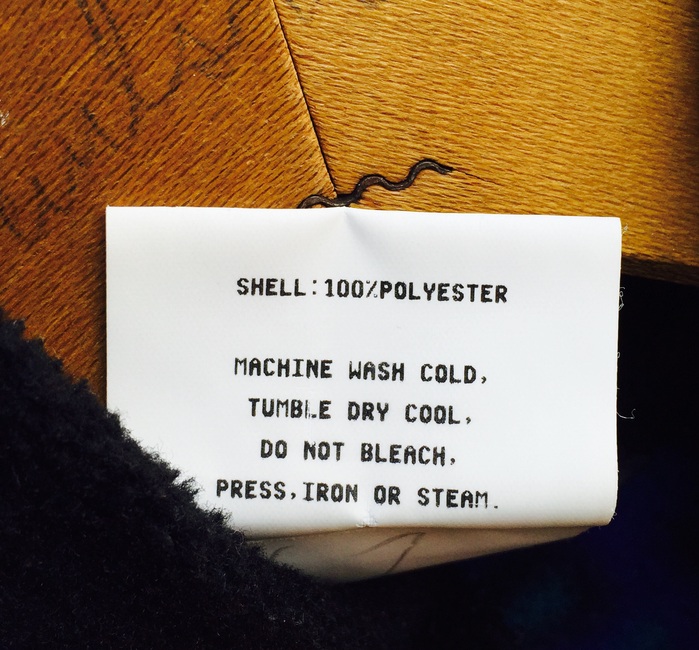 SHELL:100%POLYESTER
MACHINE WASH COLD,
TUMBLE DRY COOL,
DO NOT BLEACH,
PRESS,IRON OR STEAM.